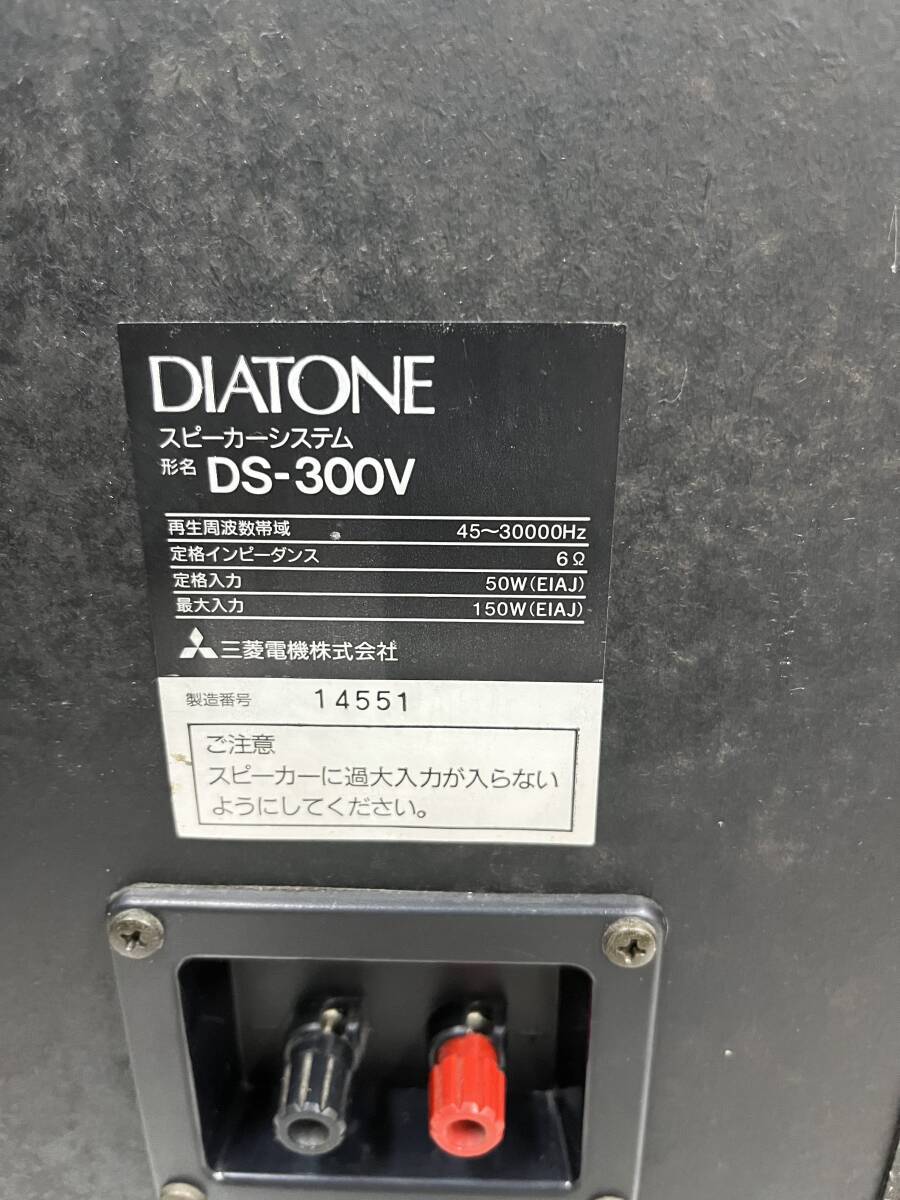 DIATONE
スピーカーシステム
形名 DS-300V
再生周波数帯域 45〜30000Hz
定格インピーダンス 6Ω
定格入力 50W(EIAJ)
最大入力 150W(EIAJ)
三菱電機株式会社
製造番号 14551
ご注意
スピーカーに過大入力が入らない
ようにしてください。